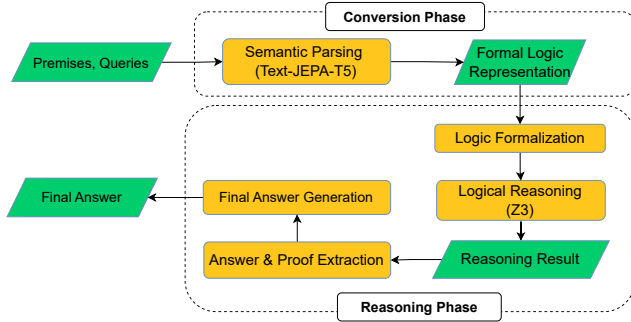 Conversion Phase
Premises, Queries
Semantic Parsing
(Text-JEPA-T5)
Formal Logic
Representation
Logic Formalization
Logical Reasoning
(Z3)
Final Answer
Final Answer Generation
Answer & Proof Extraction
Reasoning Result
Reasoning Phase